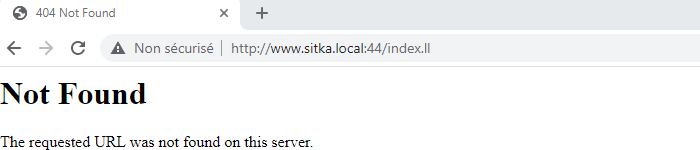 404 Not Found
Non sécurisé
http://www.sitka.local:44/index.ll
Not Found
The requested URL was not found on this server.